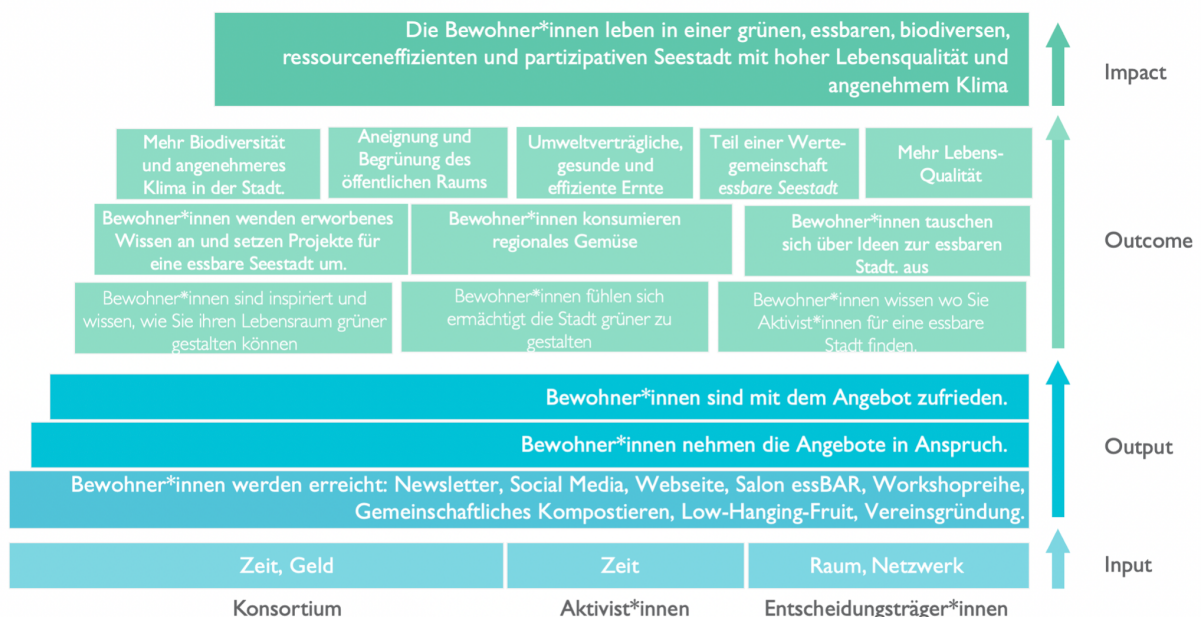 Die Bewohner*innen leben in einer grünen, essbaren, biodiversen,
ressourceneffizienten und partizipativen Seestadt mit hoher Lebensqualität und
angenehmem Klima
Impact
Mehr Biodiversität
und angenehmeres
Klima in der Stadt.
Aneignung und
Begrünung des
öffentlichen Raums
Umweltverträgliche,
gesunde und
effiziente Ernte
Teil einer Werte-
gemeinschaft
essbare Seestadt
Mehr Lebens-
Qualität
Bewohner*innen wenden erworbenes
Wissen an und setzen Projekte für
eine essbare Seestadt um.
Bewohner*innen konsumieren
regionales Gemüse
Bewohner*innen tauschen
sich über Ideen zur essbaren
Stadt. aus
Outcome
Bewohner*innen sind inspiriert und
wissen, wie Sie ihren Lebensraum grüner
gestalten können
Bewohner*innen fühlen sich
ermächtigt die Stadt grüner zu
gestalten
Bewohner*innen wissen wo Sie
Aktivist*innen für eine essbare
Stadt finden.
Bewohner*innen sind mit dem Angebot zufrieden.
Bewohner*innen nehmen die Angebote in Anspruch.
Output
Bewohner*innen werden erreicht: Newsletter, Social Media, Webseite, Salon essBAR, Workshopreihe,
Gemeinschaftliches Kompostieren, Low-Hanging-Fruit, Vereinsgründung.
Zeit, Geld
Zeit
Raum, Netzwerk
Input
Konsortium
Aktivist*innen
Entscheidungsträger*innen